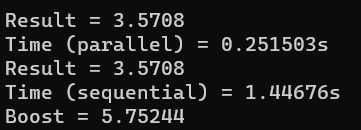 Result = 3.5708
Time (parallel) = 0.251503s
Result = 3.5708
Time (sequential) = 1.44676s
Boost = 5.75244